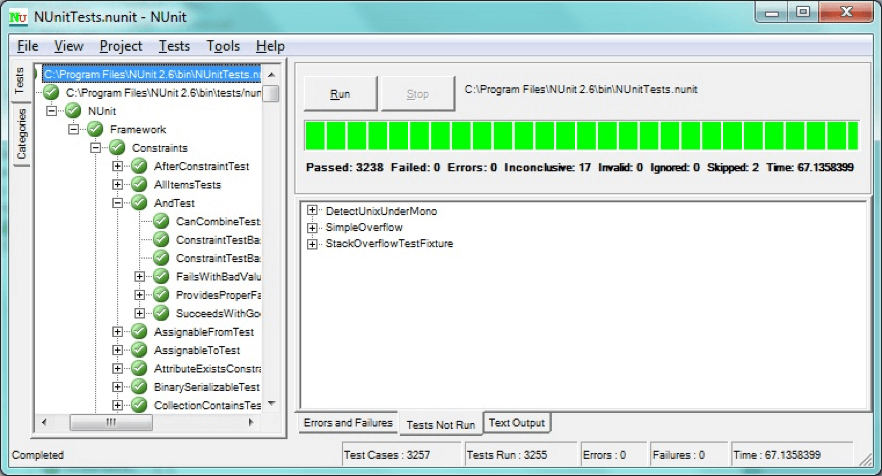 NU NUnitTests.nunit - NUnit
File View Project Tests Tools Help
Tests
Categories
C:\Program Files\NUnit 2.6\bin\NUnitTests.nu
C:\Program Files\NUnit 2.6\bin\tests/nun
NUnit
Framework
Constraints
AfterConstraintTest
AllItemsTests
AndTest
CanCombineTests
ConstraintTestBa
ConstraintTestBa
FailsWithBadValu
ProvidesProperFa
SucceedsWithGoo
AssignableFromTest
AssignableToTest
AttributeExistsConstra
BinarySerializableTest
CollectionContainsTes
Run Stop C:\Program Files\NUnit 2.6\bin\NUnitTests.nunit
Passed: 3238 Failed: 0 Errors: 0 Inconclusive: 17 Invalid: 0 Ignored: 0 Skipped: 2 Time: 67.1358399
DetectUnixUnderMono
SimpleOverflow
StackOverflowTestFixture
Errors and Failures Tests Not Run Text Output
Completed Test Cases : 3257 Tests Run : 3255 Errors : 0 Failures : 0 Time : 67.1358399